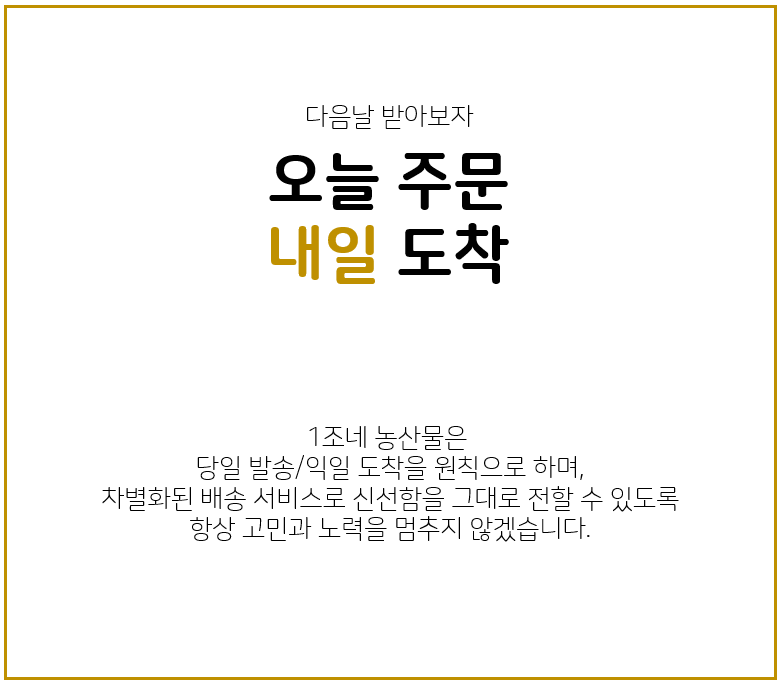 다음날 받아보자
오늘 주문
내일 도착
1조네 농산물은
당일 발송/익일 도착을 원칙으로 하며,
차별화된 배송 서비스로 신선함을 그대로 전할 수 있도록
항상 고민과 노력을 멈추지 않겠습니다.